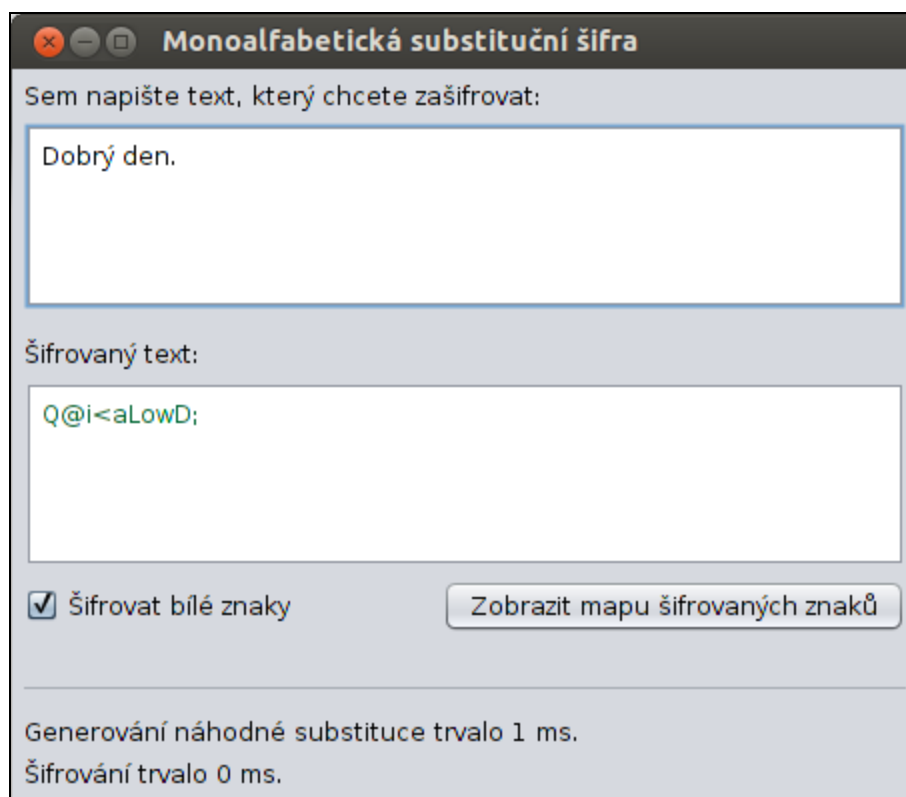 Monoalfabetická substituční šifra
Sem napište text, který chcete zašifrovat:
Dobrý den.
Šifrovaný text:
Q@i<aLowD;
Šifrovat bílé znaky
Zobrazit mapu šifrovaných znaků
Generování náhodné substituce trvalo 1 ms.
Šifrování trvalo 0 ms.